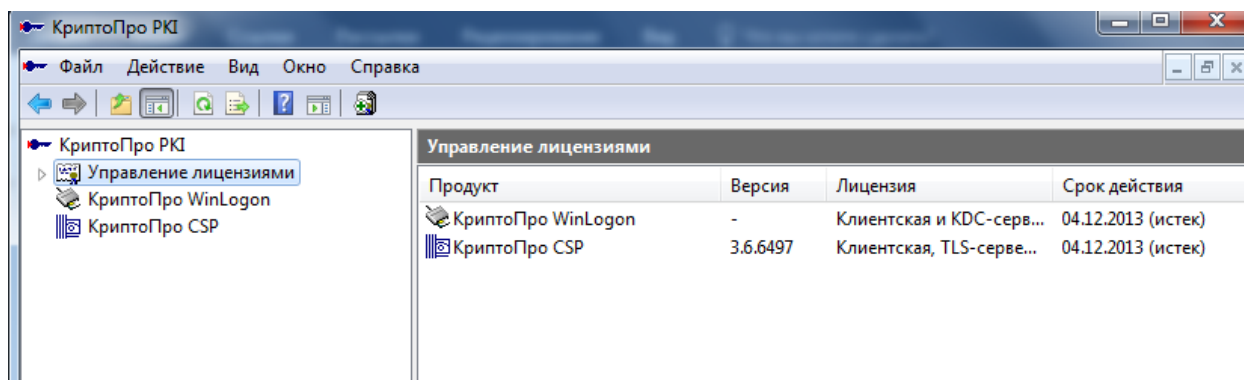 КриптоПро PKI
Файл Действие Вид Окно Справка
КриптоПро PKI
Управление лицензиями
КриптоПро WinLogon
КриптоПро CSP
Управление лицензиями
Продукт Версия Лицензия Срок действия
КриптоПро WinLogon - Клиентская и KDC-серв... 04.12.2013 (истек)
КриптоПро CSP 3.6.6497 Клиентская, TLS-серве... 04.12.2013 (истек)